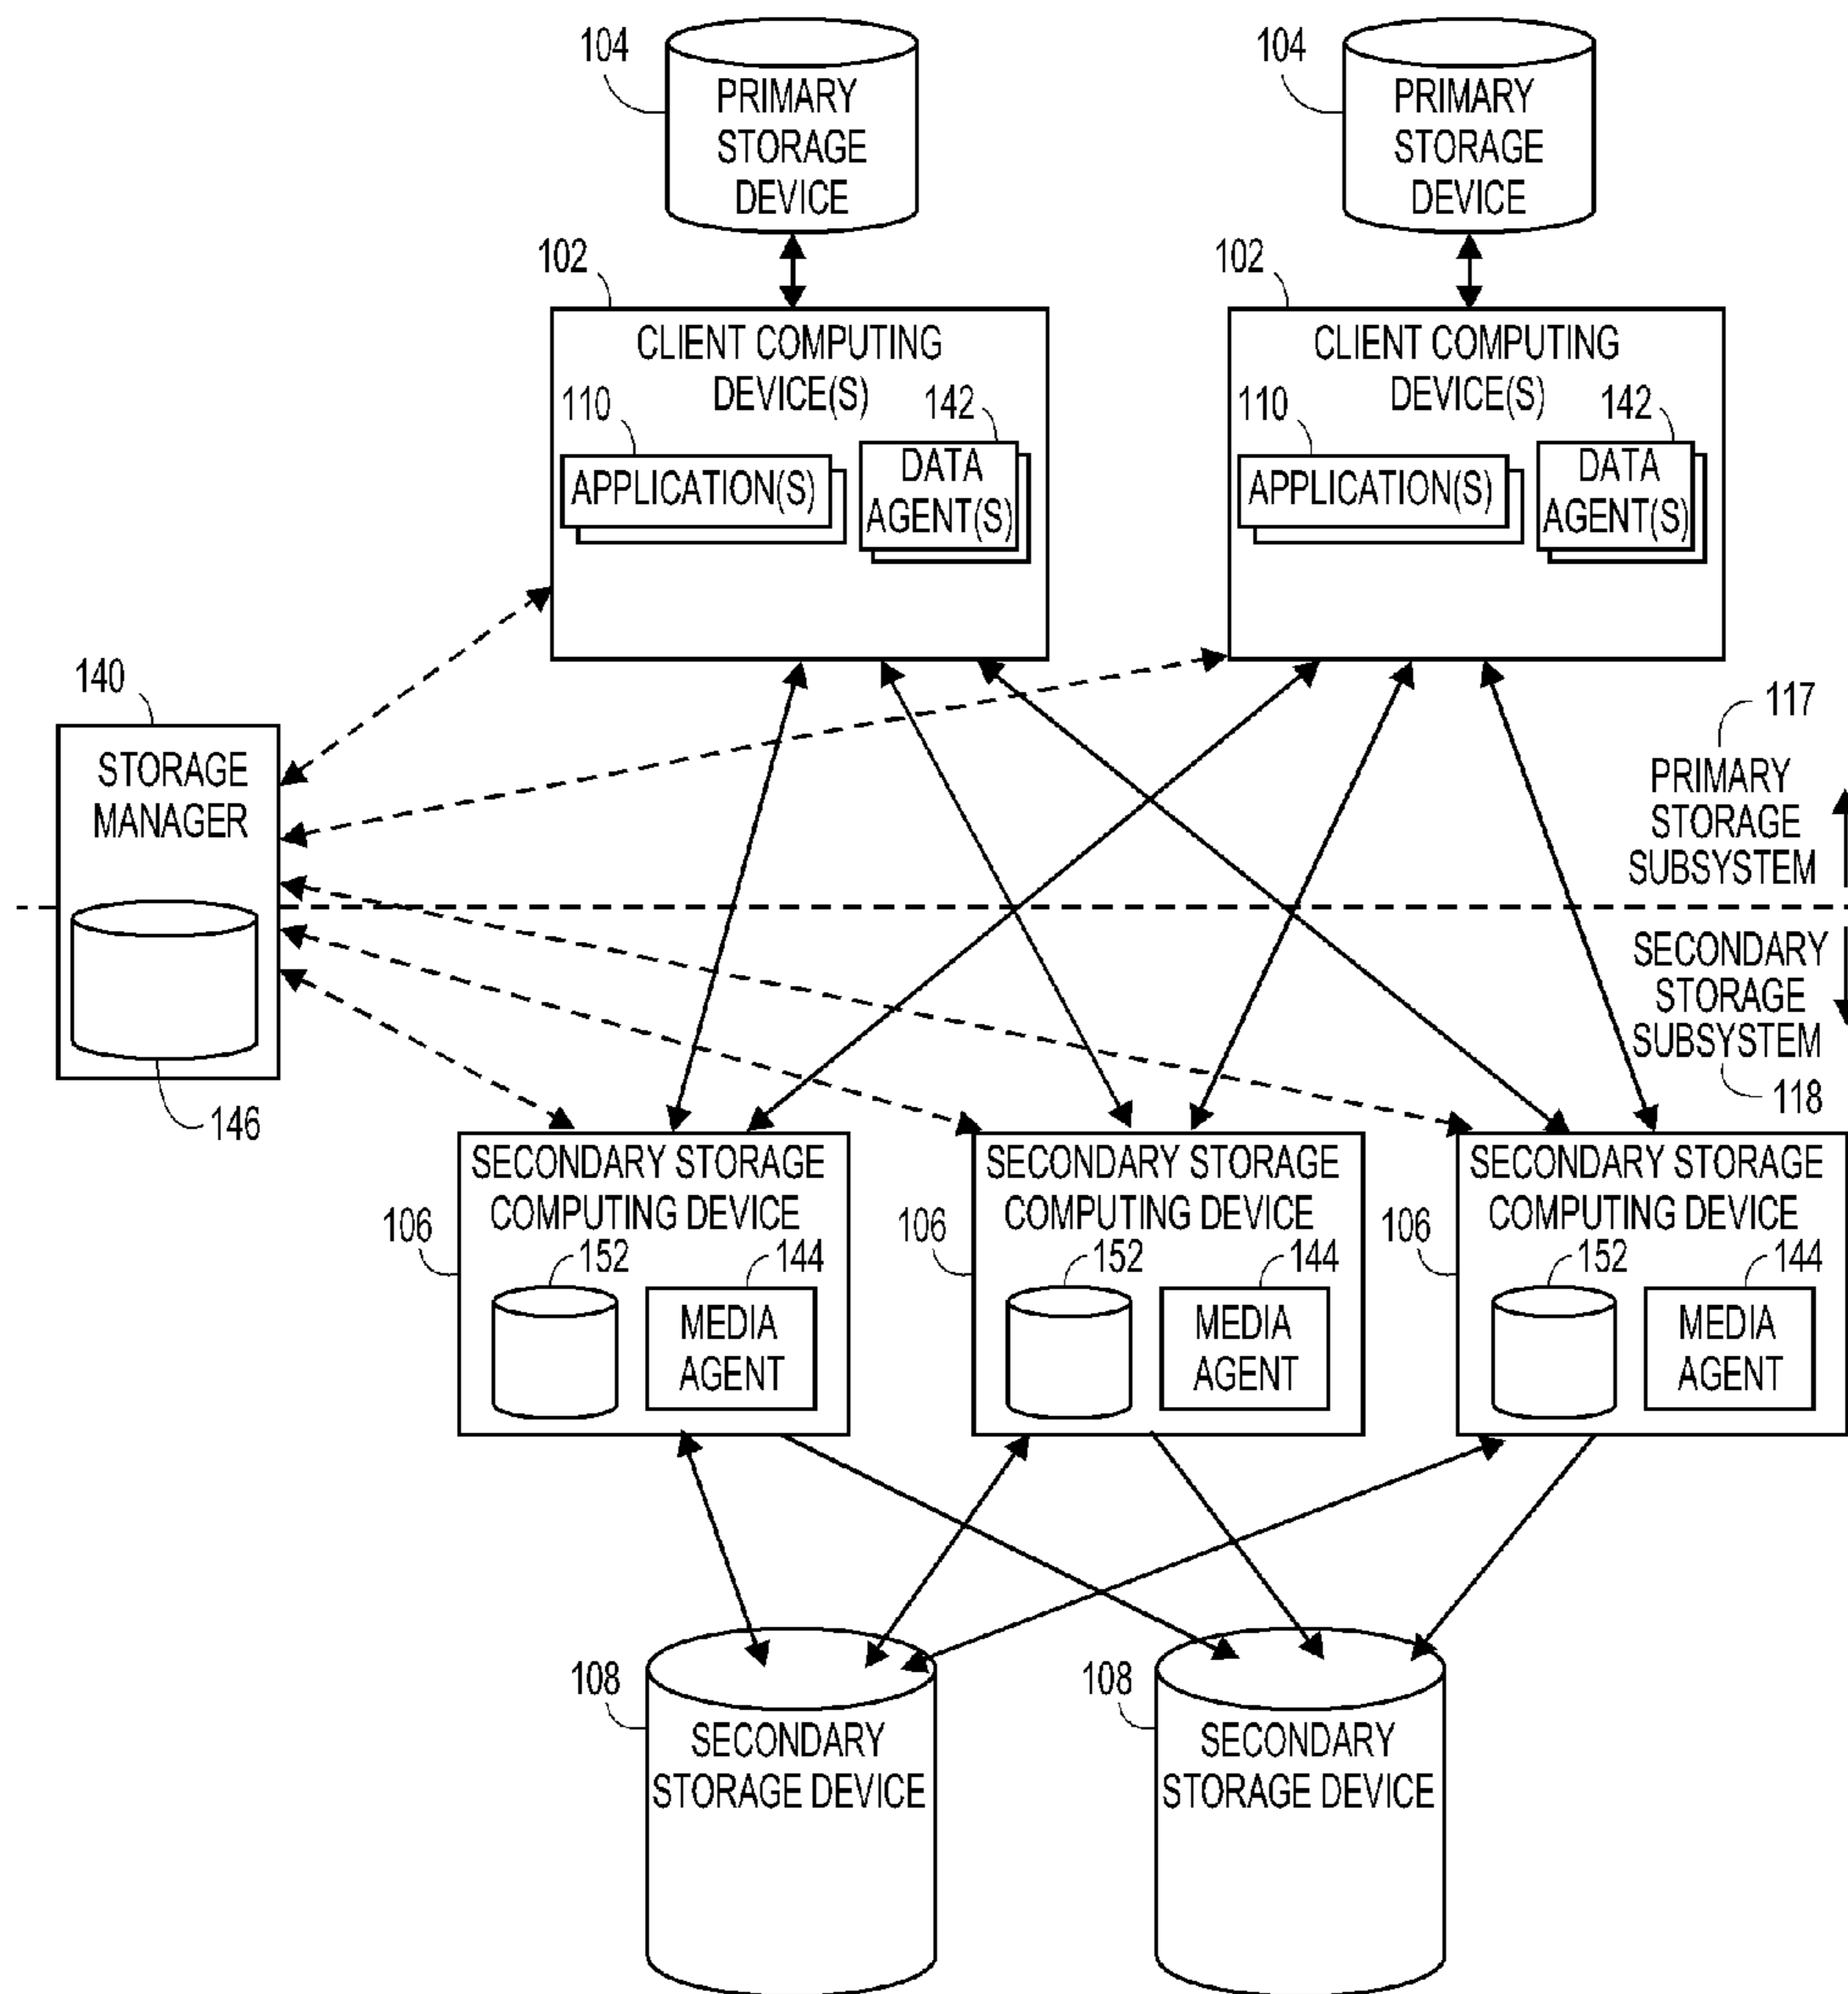 104
PRIMARY
STORAGE
DEVICE
104
PRIMARY
STORAGE
DEVICE
102
CLIENT COMPUTING
DEVICE(S)
110
142
APPLICATION(S)
DATA
AGENT(S)
102
CLIENT COMPUTING
DEVICE(S)
110
142
APPLICATION(S)
DATA
AGENT(S)
140
STORAGE
MANAGER
146
117
PRIMARY
STORAGE
SUBSYSTEM
SECONDARY
STORAGE
SUBSYSTEM
118
SECONDARY STORAGE
COMPUTING DEVICE
106
152
144
MEDIA
AGENT
SECONDARY STORAGE
COMPUTING DEVICE
106
152
144
MEDIA
AGENT
SECONDARY STORAGE
COMPUTING DEVICE
106
152
144
MEDIA
AGENT
108
SECONDARY
STORAGE DEVICE
108
SECONDARY
STORAGE DEVICE